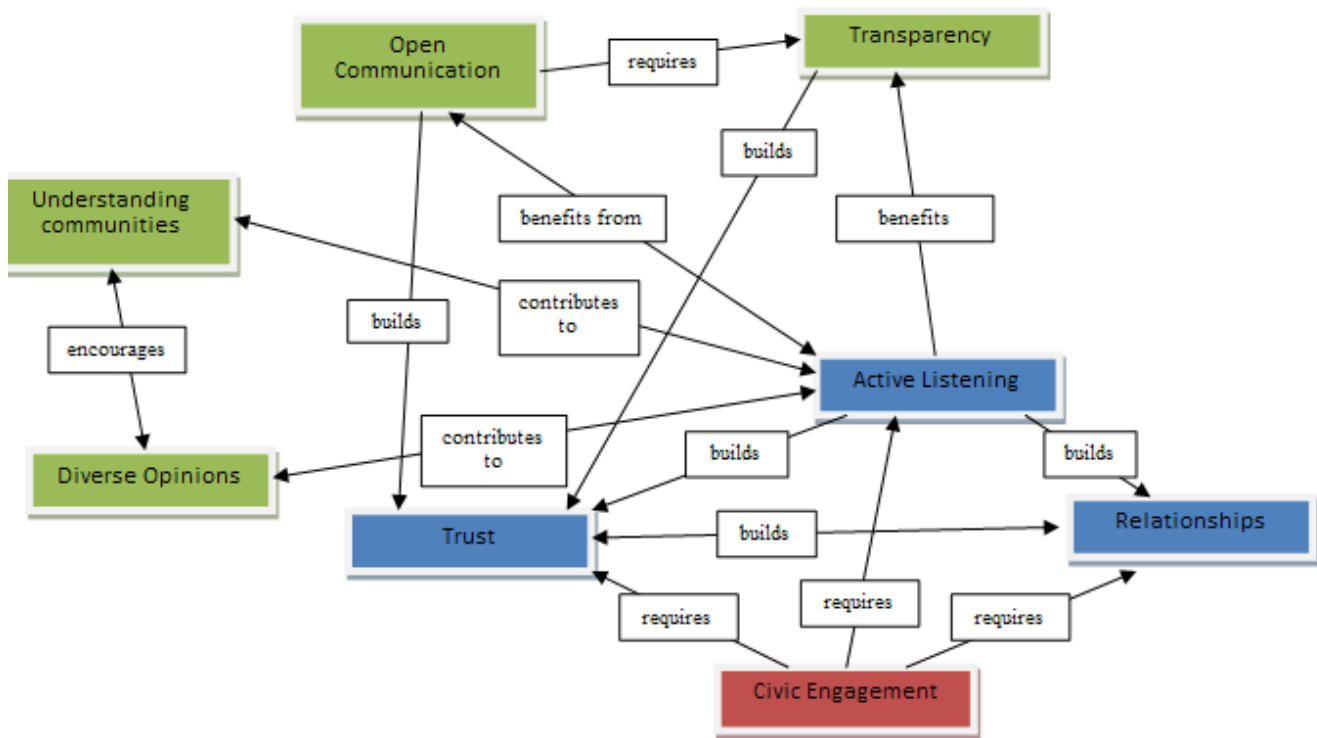 Open
Communication
requires
Transparency
builds
Understanding
communities
benefits from
benefits
contributes
to
builds
encourages
Active Listening
contributes
to
builds
builds
Diverse Opinions
Trust
builds
Relationships
requires
requires
requires
Civic Engagement